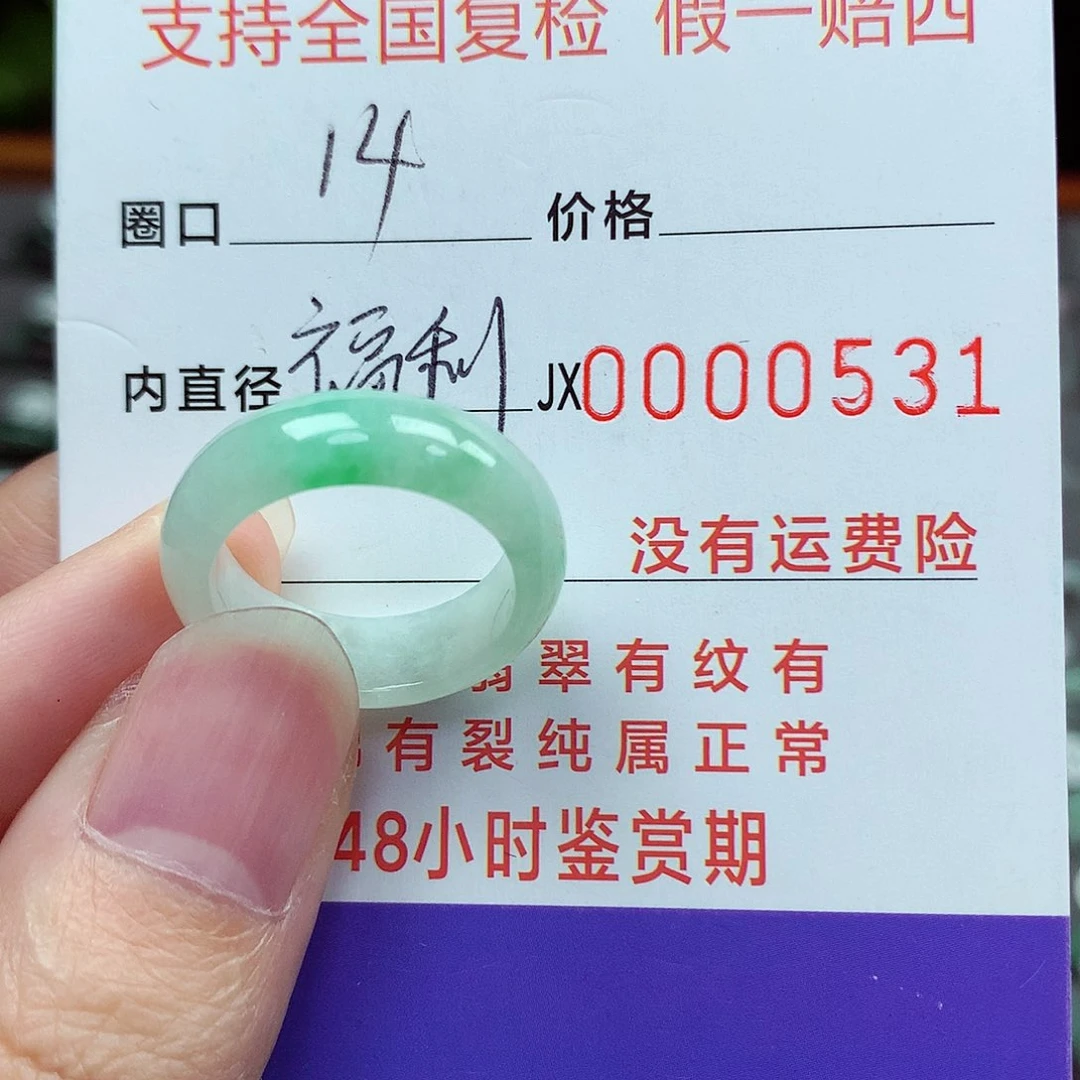 支持全国复检 假一赔四
圈口 14 价格
内直径 福利 JX0000531
没有运费险
翡翠有纹有
有裂纯属正常
48小时鉴赏期